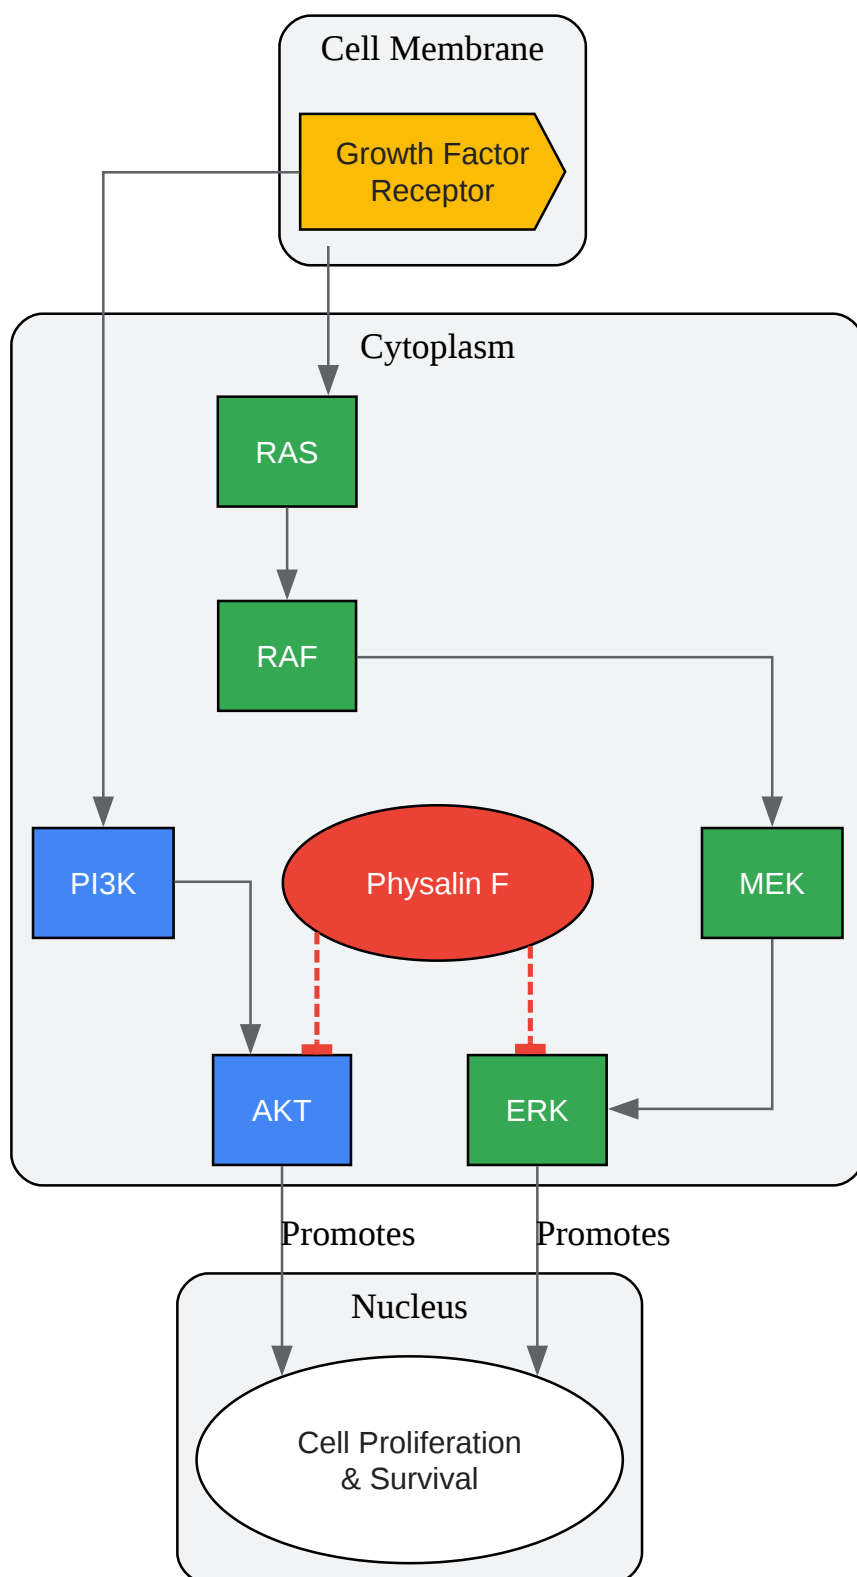 Cell Membrane
Growth Factor
Receptor
Cytoplasm
RAS
RAF
PI3K
Physalin F
MEK
AKT
ERK
Promotes
Promotes
Nucleus
Cell Proliferation
& Survival